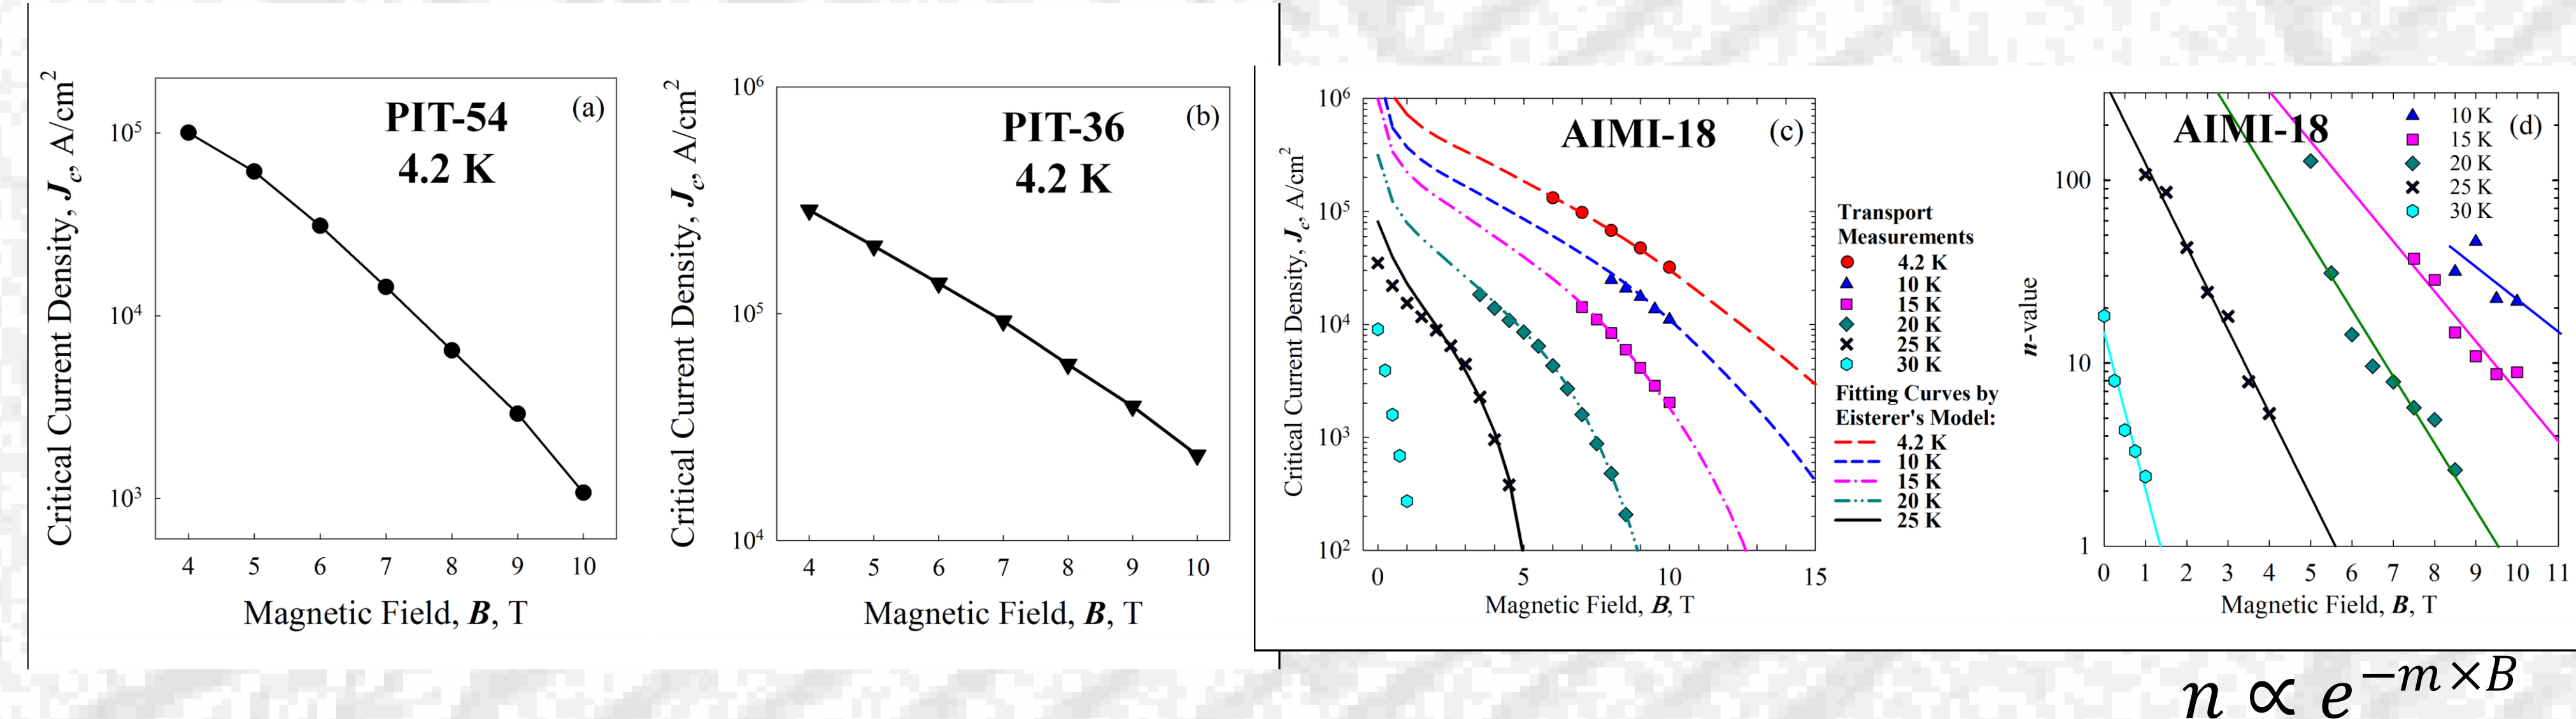 PIT-54
4.2 K
(a)
Critical Current Density, Jc, A/cm²
10⁵
10⁴
10³
4 5 6 7 8 9 10
Magnetic Field, B, T
PIT-36
4.2 K
(b)
Critical Current Density, Jc, A/cm²
10⁶
10⁵
10⁴
4 5 6 7 8 9 10
Magnetic Field, B, T
AIMI-18
(c)
Critical Current Density, Jc, A/cm²
10⁶
10⁵
10⁴
10³
10²
0 5 10 15
Magnetic Field, B, T
Transport
Measurements
4.2 K
10 K
15 K
20 K
25 K
30 K
Fitting Curves by
Eisterer's Model:
4.2 K
10 K
15 K
20 K
25 K
AIMI-18
(d)
10 K
15 K
20 K
25 K
30 K
n-value
100
10
1
0 1 2 3 4 5 6 7 8 9 10 11
Magnetic Field, B, T
n ∝ e^−m×B